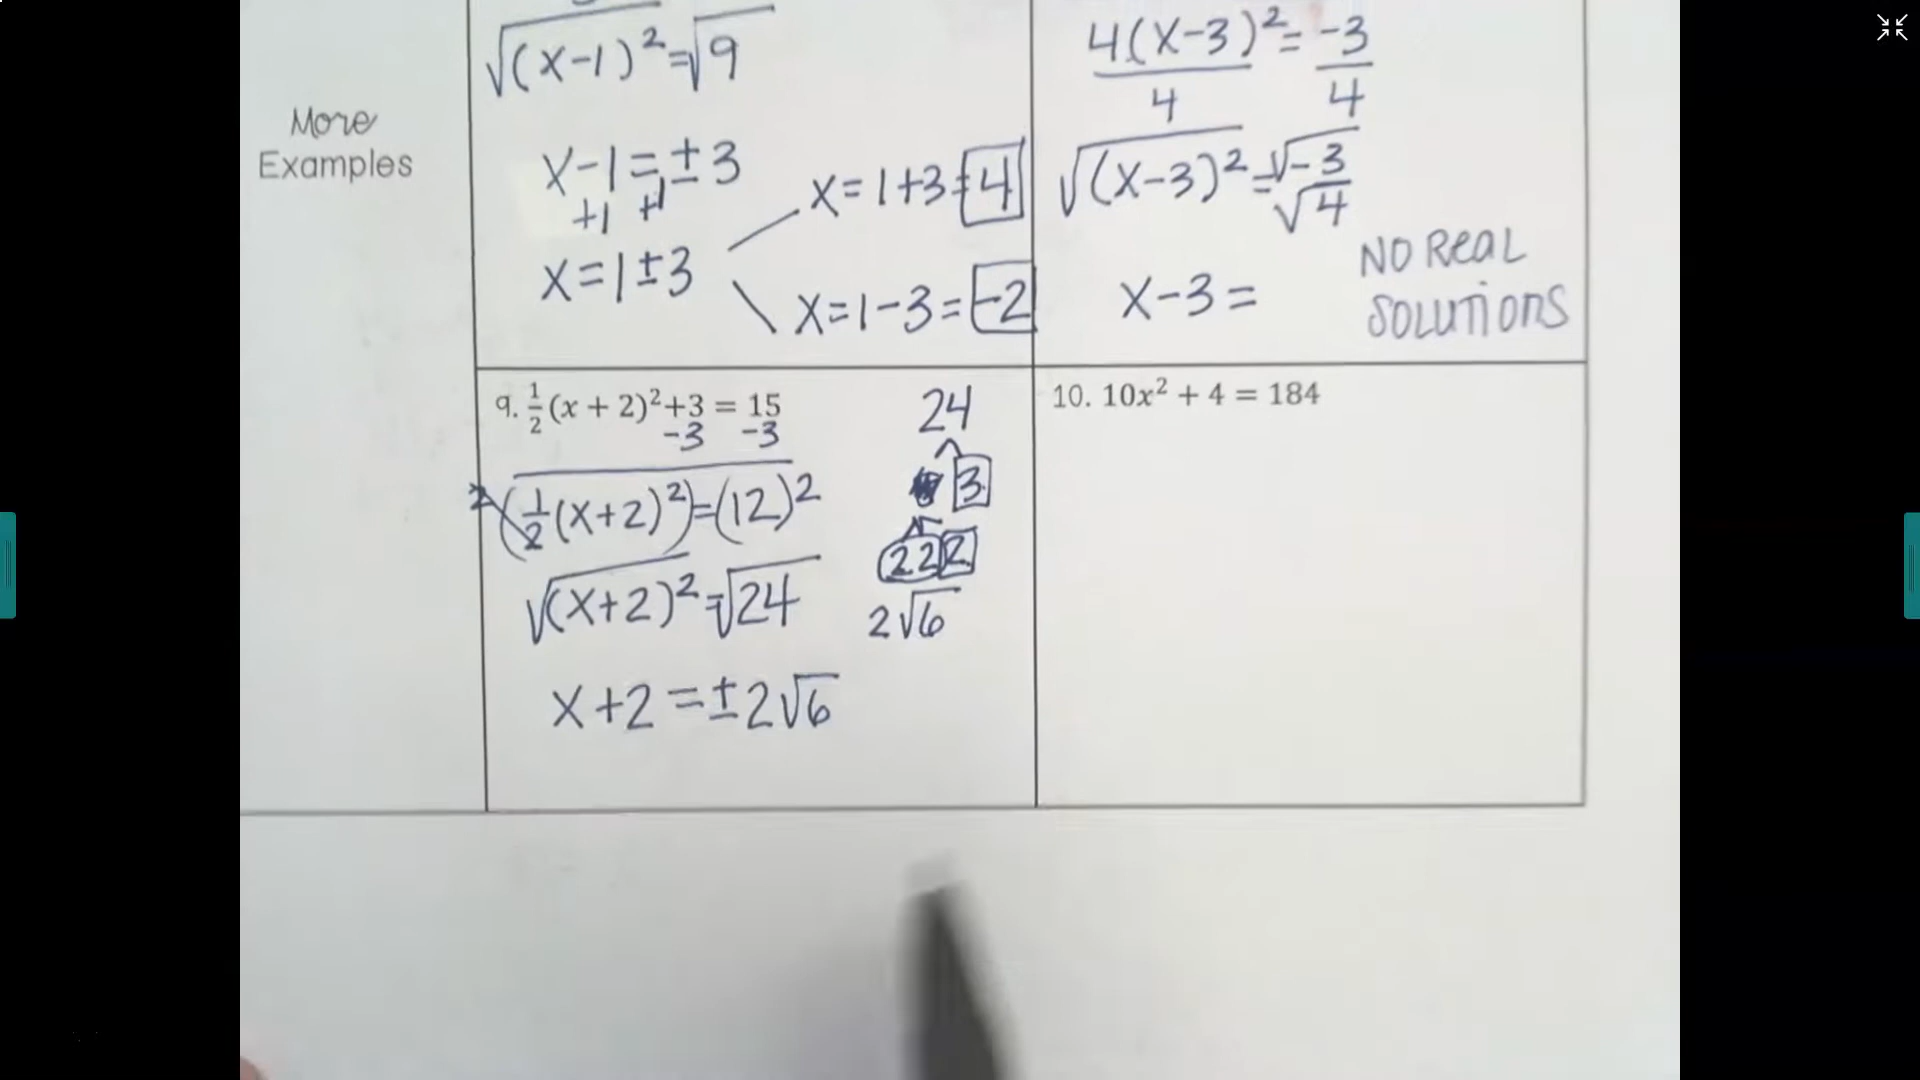 More
Examples
√(x-1)² = √9
x-1 = ±3
+1 +1
x = 1±3
x = 1+3 = 4
x = 1-3 = -2
4(x-3)² = -3
4 4
√(x-3)² = √-3
√4
x-3 =
NO REAL
SOLUTIONS
9. 1/2(x + 2)²+3 = 15
-3 -3
2(1/2(x+2)²) = (12)2
√(x+2)² = √24
x+2 = ±2√6
24
3
2 2 2
2√6
10. 10x² + 4 = 184